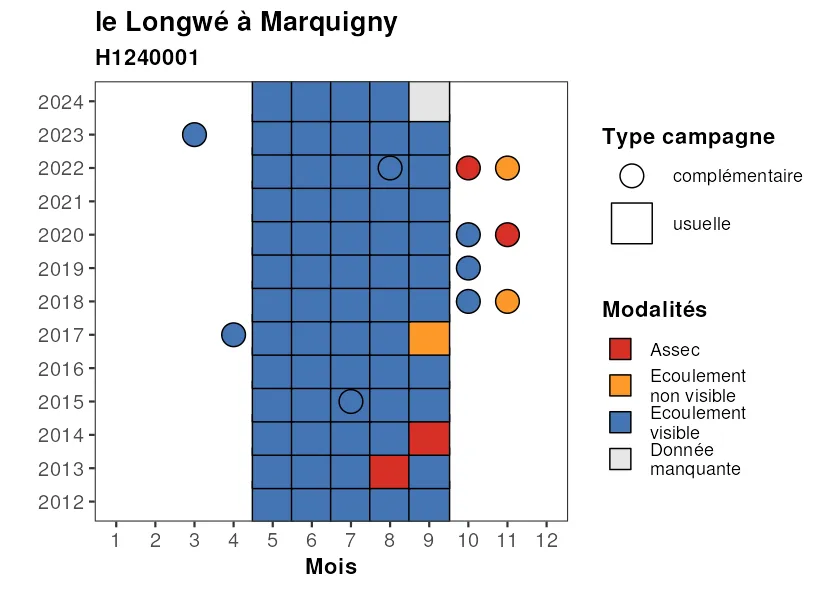 le Longwé à Marquigny
H1240001
2024
2023
2022
2021
2020
2019
2018
2017
2016
2015
2014
2013
2012
1 2 3 4 5 6 7 8 9 10 11 12
Mois
Type campagne
complémentaire
usuelle
Modalités
Assec
Ecoulement
non visible
Ecoulement
visible
Donnée
manquante